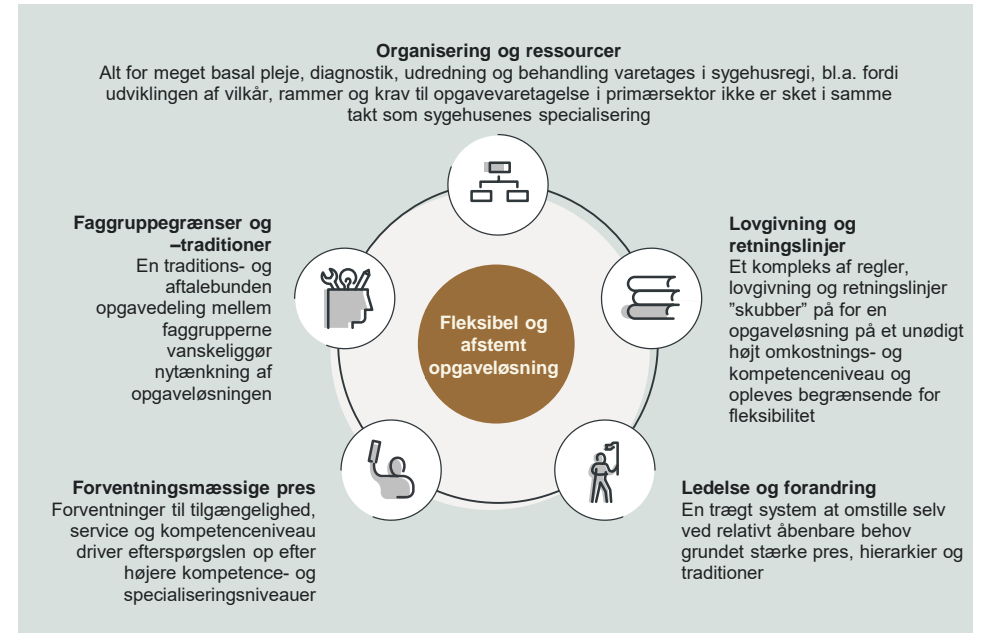 Organisering og ressourcer
Alt for meget basal pleje, diagnostik, udredning og behandling varetages i sygehusregi, bl.a. fordi
udviklingen af vilkår, rammer og krav til opgavevaretagelse i primærsektor ikke er sket i samme
takt som sygehusenes specialisering
Faggruppegrænser og
–traditioner
En traditions- og
aftalebunden
opgavedeling mellem
faggrupperne
vanskeliggør
nytænkning af
opgaveløsningen
Fleksibel og
afstemt
opgaveløsning
Lovgivning og
retningslinjer
Et kompleks af regler,
lovgivning og retningslinjer
”skubber” på for en
opgaveløsning på et unødigt
højt omkostnings- og
kompetenceniveau og
opleves begrænsende for
fleksibilitet
Forventningsmæssige pres
Forventninger til tilgængelighed,
service og kompetenceniveau
driver efterspørgslen op efter
højere kompetence- og
specialiseringsniveauer
Ledelse og forandring
En trægt system at omstille selv
ved relativt åbenbare behov
grundet stærke pres, hierarkier og
traditioner